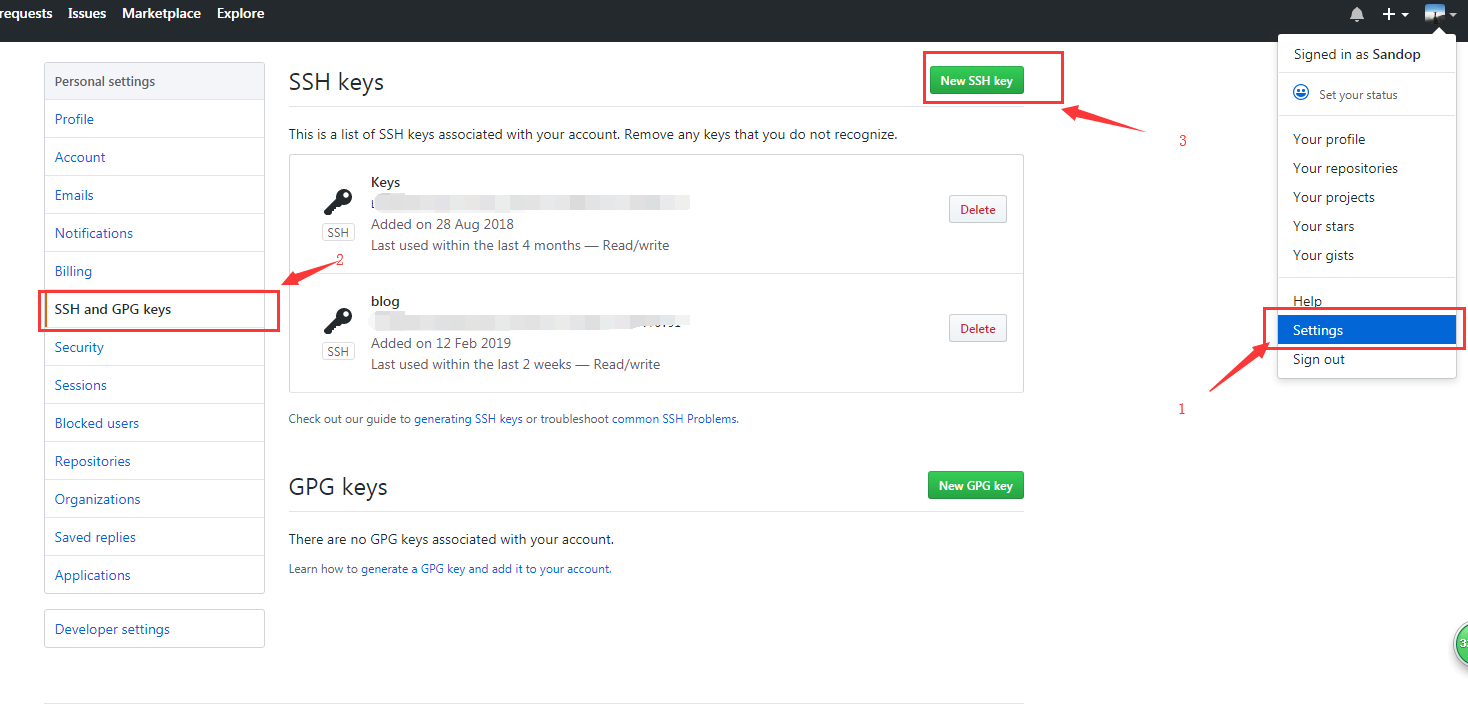 requests Issues Marketplace Explore
Signed in as Sandop
Set your status
Your profile
Your repositories
Your projects
Your stars
Your gists
Help
Settings
Sign out
1
Personal settings
Profile
Account
Emails
Notifications
Billing
SSH and GPG keys
Security
Sessions
Blocked users
Repositories
Organizations
Saved replies
Applications
Developer settings
2
SSH keys
New SSH key
3
This is a list of SSH keys associated with your account. Remove any keys that you do not recognize.
Keys
SSH
Added on 28 Aug 2018
Last used within the last 4 months — Read/write
Delete
blog
SSH
Added on 12 Feb 2019
Last used within the last 2 weeks — Read/write
Delete
Check out our guide to generating SSH keys or troubleshoot common SSH Problems.
GPG keys
New GPG key
There are no GPG keys associated with your account.
Learn how to generate a GPG key and add it to your account.